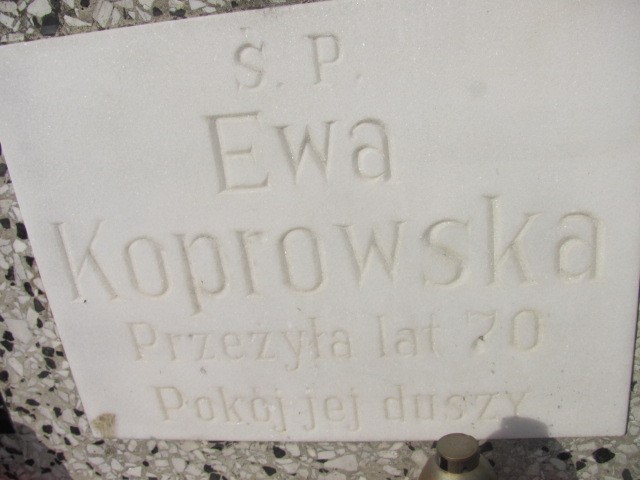 Ś. P.
Ewa
Koprowska
Przeżyła lat 70
Pokój jej duszy